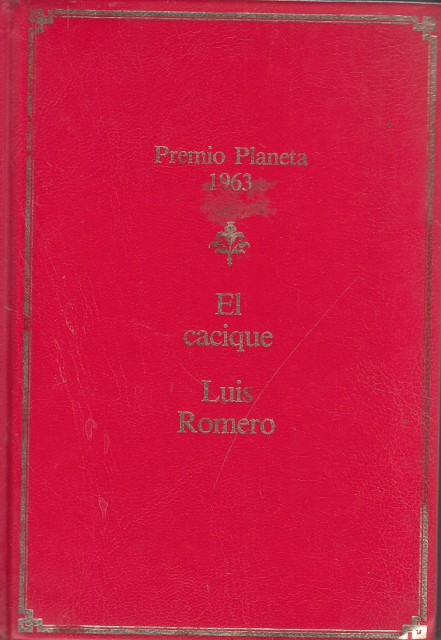 Premio Planeta
1963
El
cacique
Luis
Romero